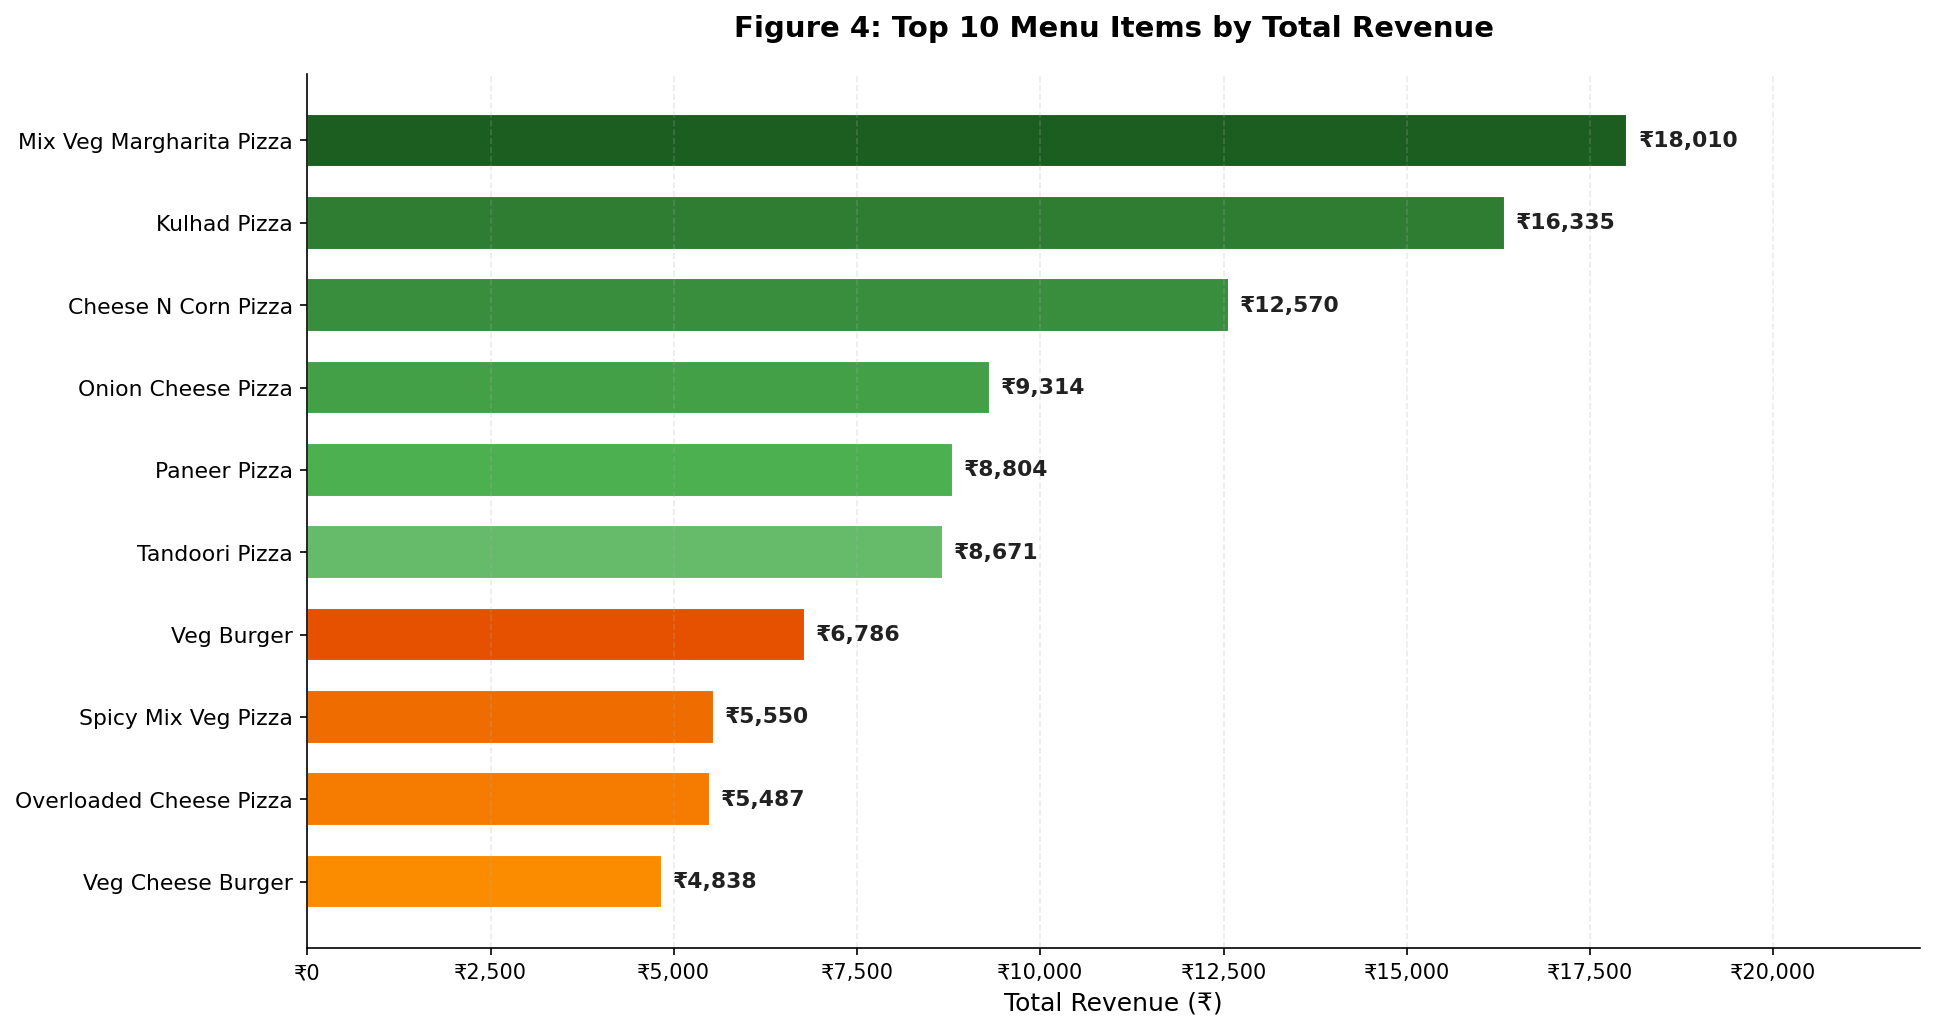 Figure 4: Top 10 Menu Items by Total Revenue
Mix Veg Margharita Pizza ₹18,010
Kulhad Pizza ₹16,335
Cheese N Corn Pizza ₹12,570
Onion Cheese Pizza ₹9,314
Paneer Pizza ₹8,804
Tandoori Pizza ₹8,671
Veg Burger ₹6,786
Spicy Mix Veg Pizza ₹5,550
Overloaded Cheese Pizza ₹5,487
Veg Cheese Burger ₹4,838
₹0 ₹2,500 ₹5,000 ₹7,500 ₹10,000 ₹12,500 ₹15,000 ₹17,500 ₹20,000
Total Revenue (₹)